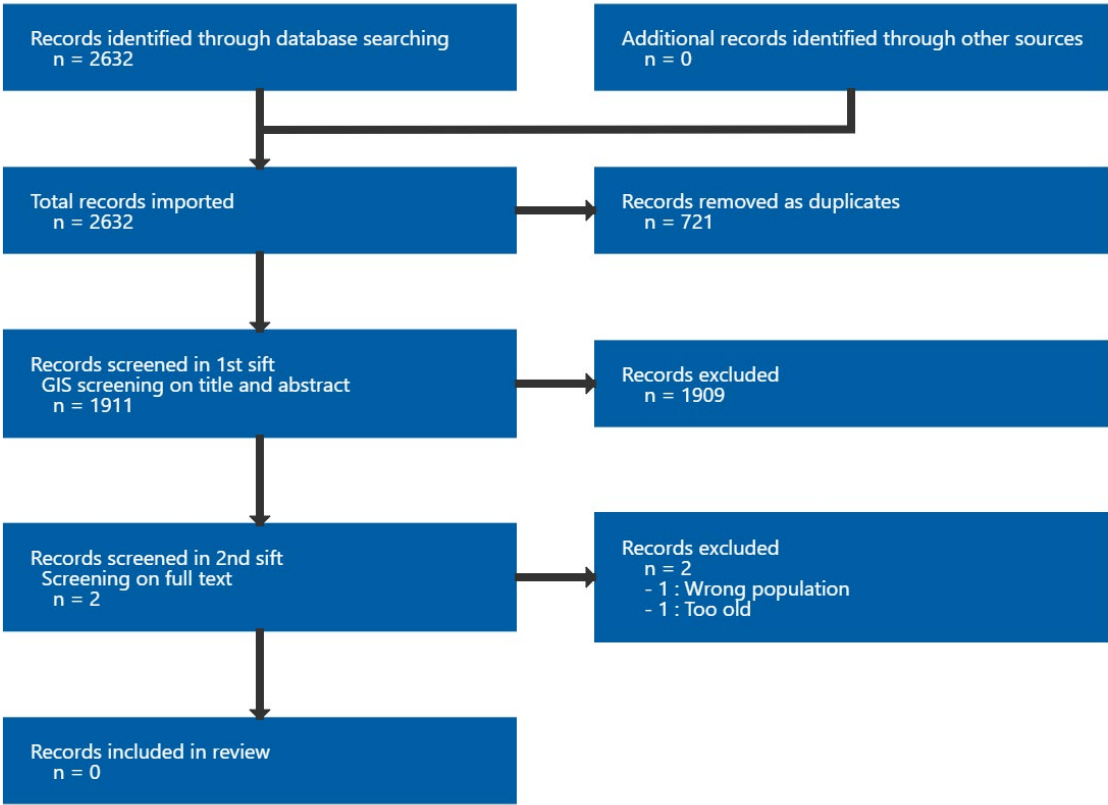 Records identified through database searching
n = 2632
Additional records identified through other sources
n = 0
Total records imported
n = 2632
Records removed as duplicates
n = 721
Records screened in 1st sift
GIS screening on title and abstract
n = 1911
Records excluded
n = 1909
Records screened in 2nd sift
Screening on full text
n = 2
Records excluded
n = 2
- 1 : Wrong population
- 1 : Too old
Records included in review
n = 0